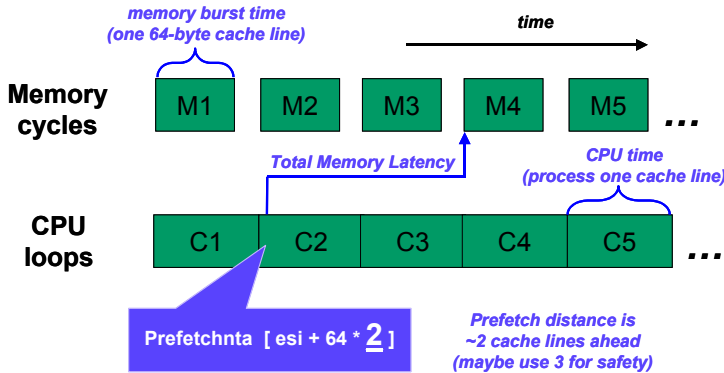 memory burst time
(one 64-byte cache line)
time
Memory
cycles
M1 M2 M3 M4 M5 ...
Total Memory Latency
CPU time
(process one cache line)
CPU
loops
C1 C2 C3 C4 C5 ...
Prefetchnta [ esi + 64 * 2 ]
Prefetch distance is
~2 cache lines ahead
(maybe use 3 for safety)